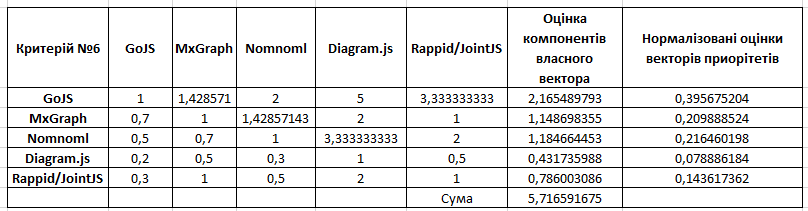 Критерій №6 GoJS MxGraph Nomnoml Diagram.js Rappid/JointJS Оцінка компонентів власного вектора Нормалізовані оцінки векторів приорітетів
GoJS 1 1,428571 2 5 3,333333333 2,165489793 0,395675204
MxGraph 0,7 1 1,42857143 2 1 1,148698355 0,209888524
Nomnoml 0,5 0,7 1 3,333333333 2 1,184664453 0,216460198
Diagram.js 0,2 0,5 0,3 1 0,5 0,431735988 0,078886184
Rappid/JointJS 0,3 1 0,5 2 1 0,786003086 0,143617362
Сума 5,716591675